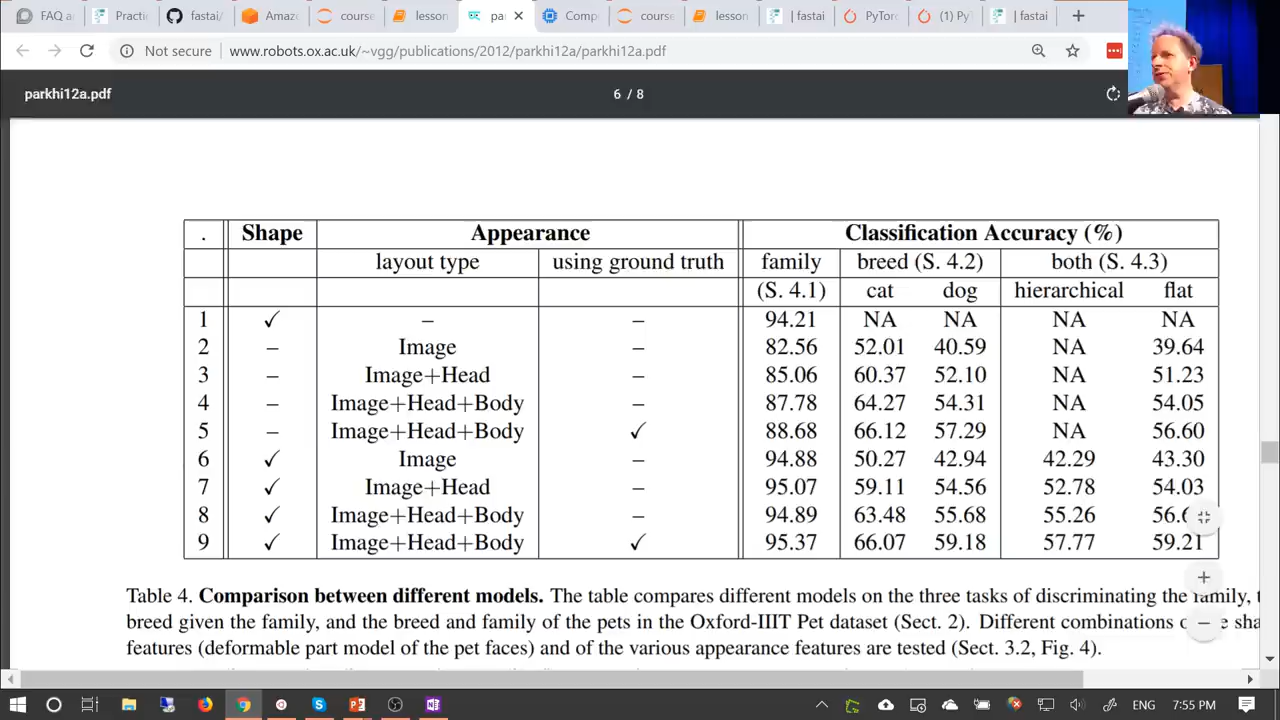 FAQ a
Practi
fastai/
Amaz
course
less
pa
Comp
course
lesson
| fastai
PyTo
(1) Py
| fastai
Not secure
www.robots.ox.ac.uk/~vgg/publications/2012/parkhi12a/parkhi12a.pdf
parkhi12a.pdf
6 / 8
. Shape Appearance Classification Accuracy (%)
layout type using ground truth family breed (S. 4.2) both (S. 4.3)
(S. 4.1) cat dog hierarchical flat
1 ✓ – – 94.21 NA NA NA NA
2 – Image – 82.56 52.01 40.59 NA 39.64
3 – Image+Head – 85.06 60.37 52.10 NA 51.23
4 – Image+Head+Body – 87.78 64.27 54.31 NA 54.05
5 – Image+Head+Body ✓ 88.68 66.12 57.29 NA 56.60
6 ✓ Image – 94.88 50.27 42.94 42.29 43.30
7 ✓ Image+Head – 95.07 59.11 54.56 52.78 54.03
8 ✓ Image+Head+Body – 94.89 63.48 55.68 55.26
9 ✓ Image+Head+Body ✓ 95.37 66.07 59.18 57.77 59.21
Table 4. Comparison between different models. The table compares different models on the three tasks of discriminating the family,
breed given the family, and the breed and family of the pets in the Oxford-IIIT Pet dataset (Sect. 2). Different combinations
features (deformable part model of the pet faces) and of the various appearance features are tested (Sect. 3.2, Fig. 4).
ENG 7:55 PM